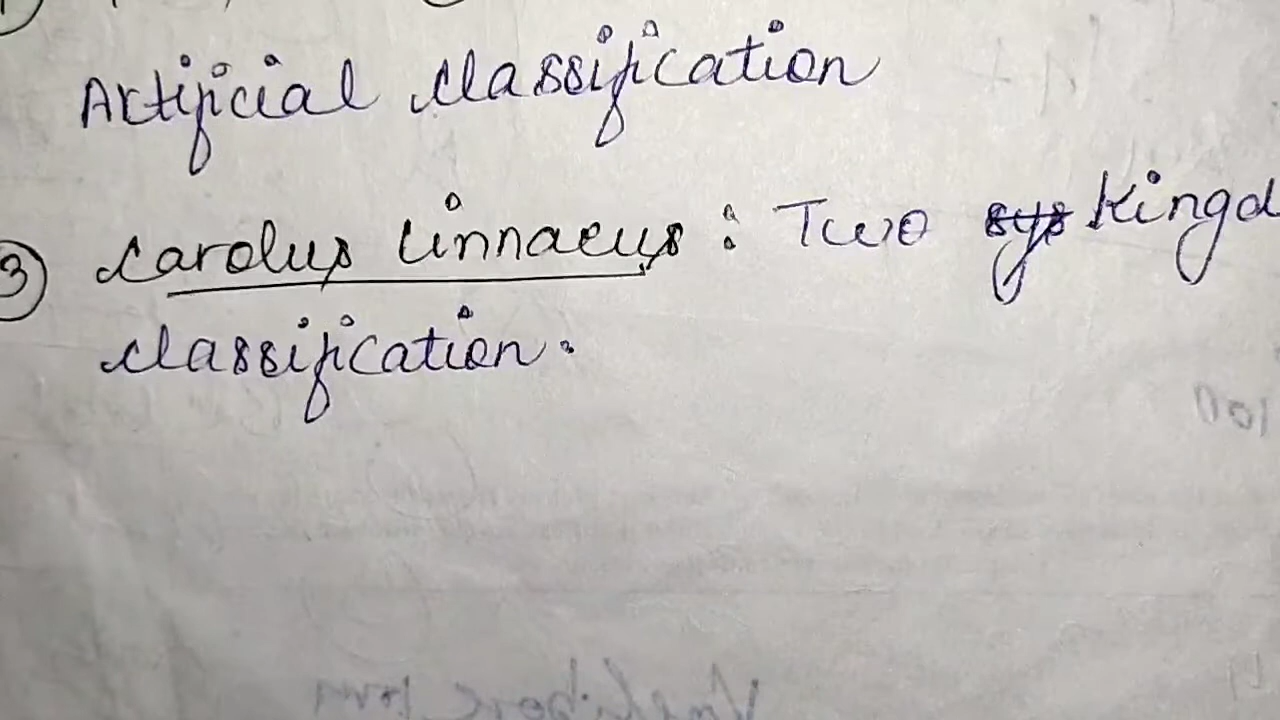 Artificial classification
③ Carolus Linnaeus : Two sys Kingd
classification.